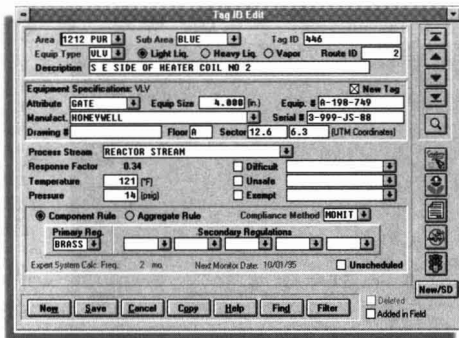 Tag ID Edit
Area 1212 PUR Sub Area BLUE Tag ID 446
Equip Type VLV Light Liq. Heavy Liq. Vapor Route ID 2
Description S E SIDE OF HEATER COIL NO 2
Equipment Specifications: VLV New Tag
Attribute GATE Equip Size 4.000 (in.) Equip. # A-198-749
Manufact. HONEYWELL Serial # 3-999-JS-88
Drawing # Floor A Sector 12.6 6.3 (UTM Coordinates)
Process Stream REACTOR STREAM
Response Factor 0.34 Difficult
Temperature 121 (°F) Unsafe
Pressure 14 (psig) Exempt
Component Rule Aggregate Rule Compliance Method MONIT
Primary Reg. Secondary Regulations
BRASS
Expert System Calc. Freq. 2 mo. Next Monitor Date: 10/01/95 Unscheduled
New/SD
New Save Cancel Copy Help Find Filter
Deleted
Added in Field